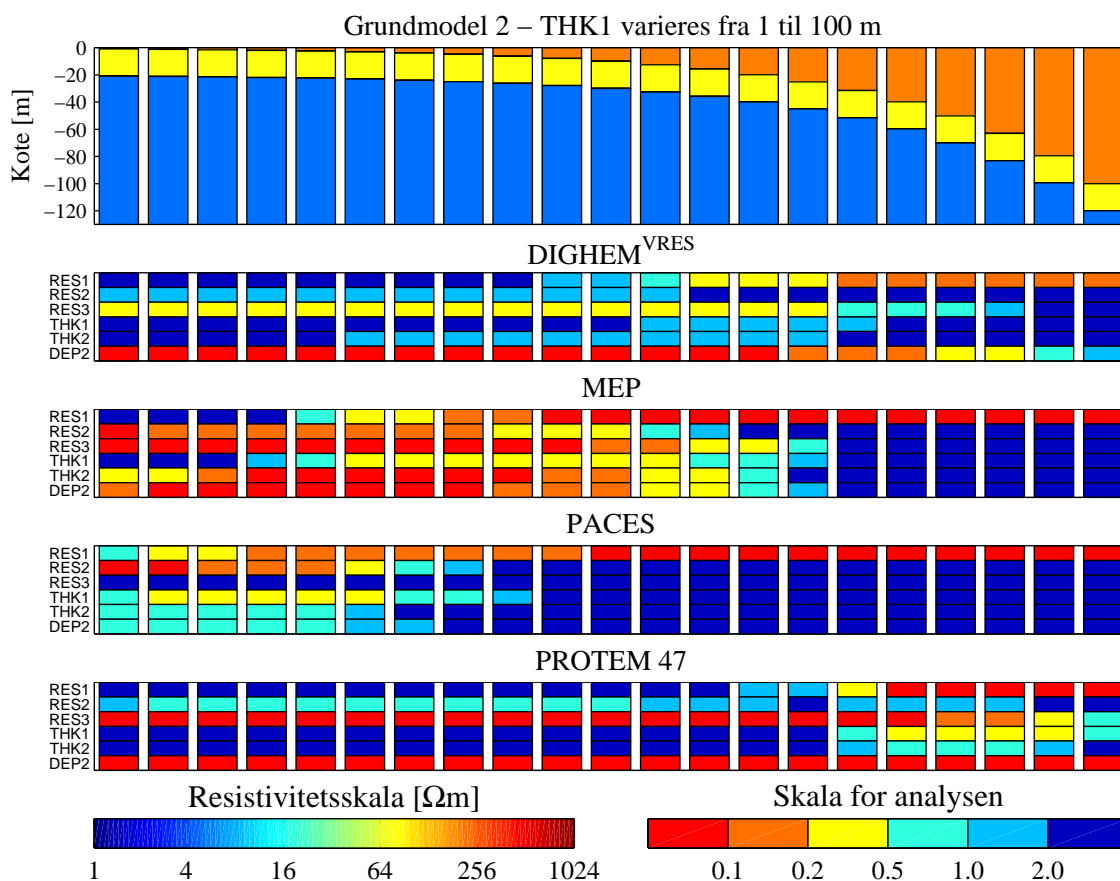 Grundmodel 2 – THK1 varieres fra 1 til 100 m
Kote [m]
0
−20
−40
−60
−80
−100
−120
DIGHEM^VRES
RES1
RES2
RES3
THK1
THK2
DEP2
MEP
RES1
RES2
RES3
THK1
THK2
DEP2
PACES
RES1
RES2
RES3
THK1
THK2
DEP2
PROTEM 47
RES1
RES2
RES3
THK1
THK2
DEP2
Resistivitetsskala [Ωm]
1 4 16 64 256 1024
Skala for analysen
0.1 0.2 0.5 1.0 2.0